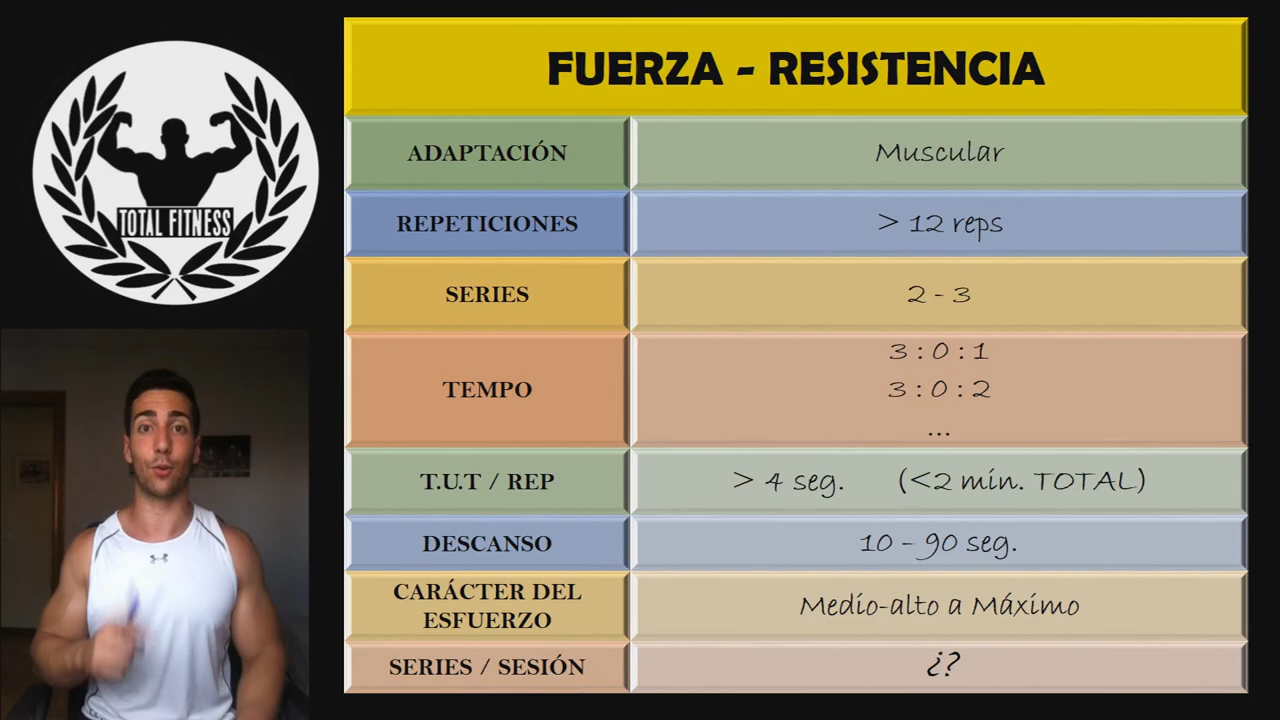 TOTAL FITNESS
FUERZA - RESISTENCIA
ADAPTACIÓN
Muscular
REPETICIONES
> 12 reps
SERIES
2 - 3
TEMPO
3 : 0 : 1
3 : 0 : 2
...
T.U.T / REP
> 4 seg. (<2 min. TOTAL)
DESCANSO
10 - 90 seg.
CARÁCTER DEL
ESFUERZO
Medio-alto a Máximo
SERIES / SESIÓN
¿?